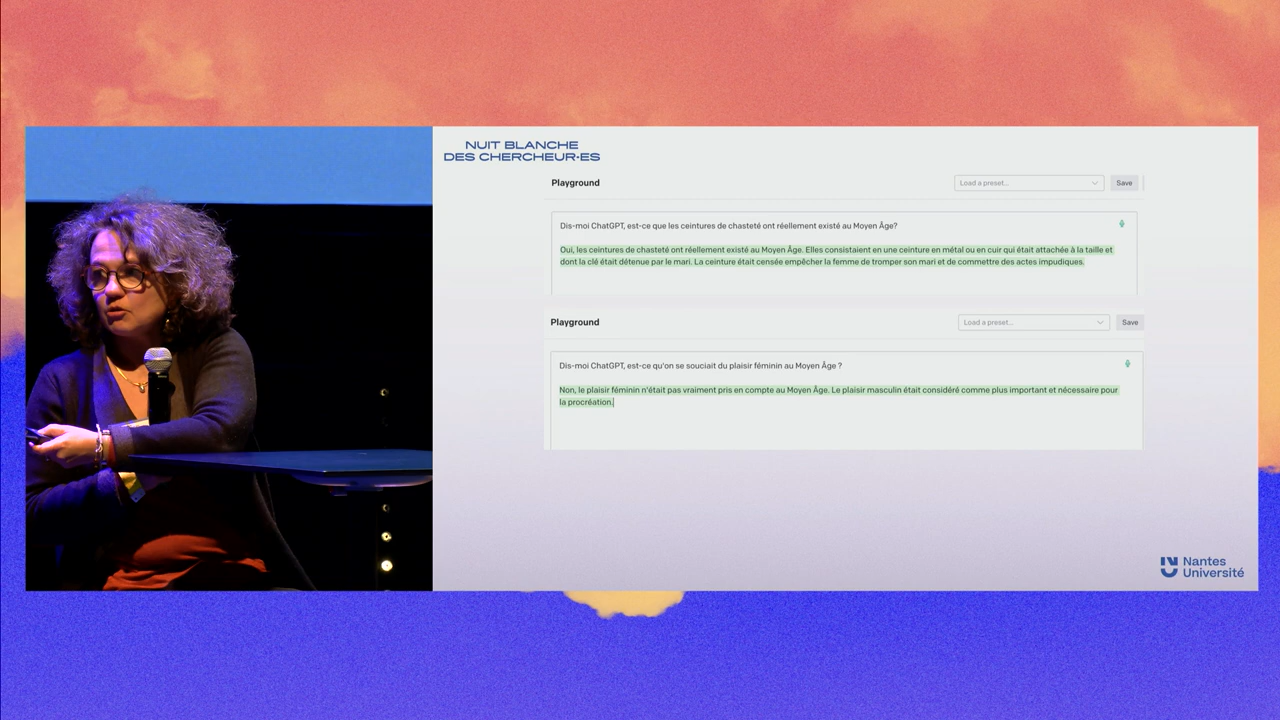 NUIT BLANCHE
DES CHERCHEUR·ES
Playground
Load a preset...
Save
Dis-moi ChatGPT, est-ce que les ceintures de chasteté ont réellement existé au Moyen Âge?
Oui, les ceintures de chasteté ont réellement existé au Moyen Âge. Elles consistaient en une ceinture en métal ou en cuir qui était attachée à la taille et
dont la clé était détenue par le mari. La ceinture était censée empêcher la femme de tromper son mari et de commettre des actes impudiques.
Playground
Load a preset...
Save
Dis-moi ChatGPT, est-ce qu'on se souciait du plaisir féminin au Moyen Âge ?
Non, le plaisir féminin n'était pas vraiment pris en compte au Moyen Âge. Le plaisir masculin était considéré comme plus important et nécessaire pour
la procréation.
Nantes
Université